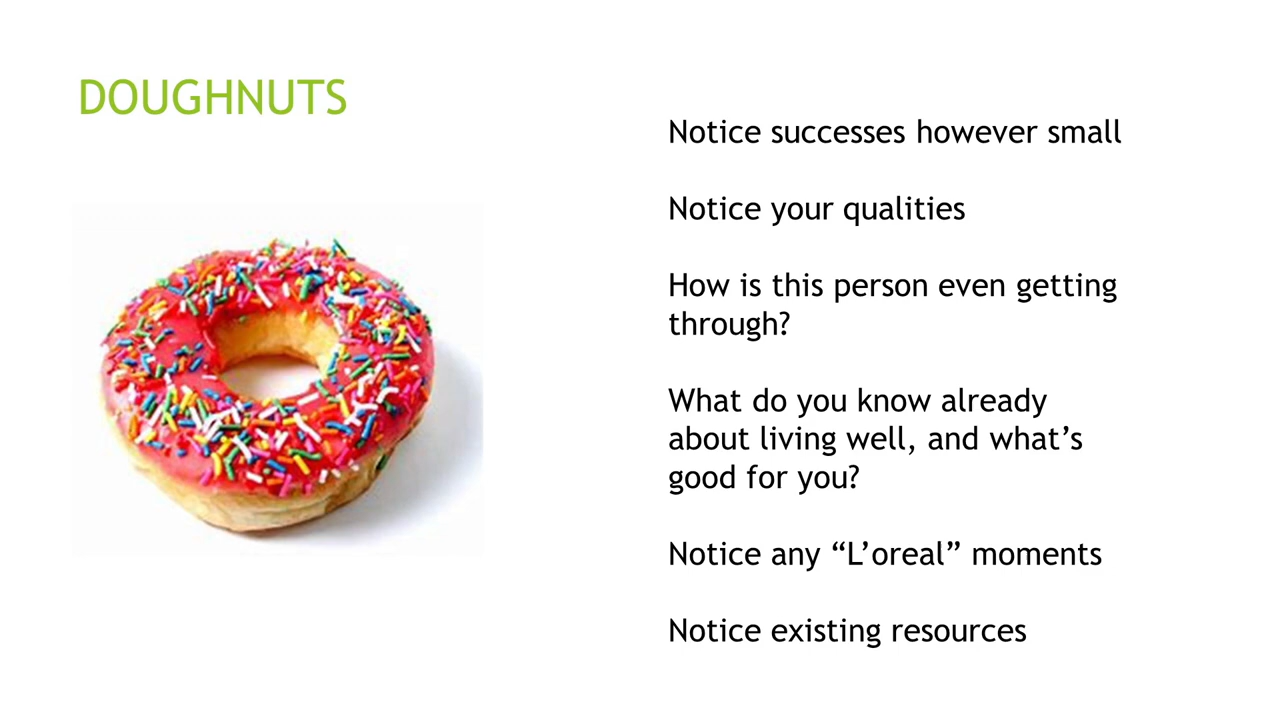 DOUGHNUTS
Notice successes however small
Notice your qualities
How is this person even getting
through?
What do you know already
about living well, and what’s
good for you?
Notice any “L’oreal” moments
Notice existing resources